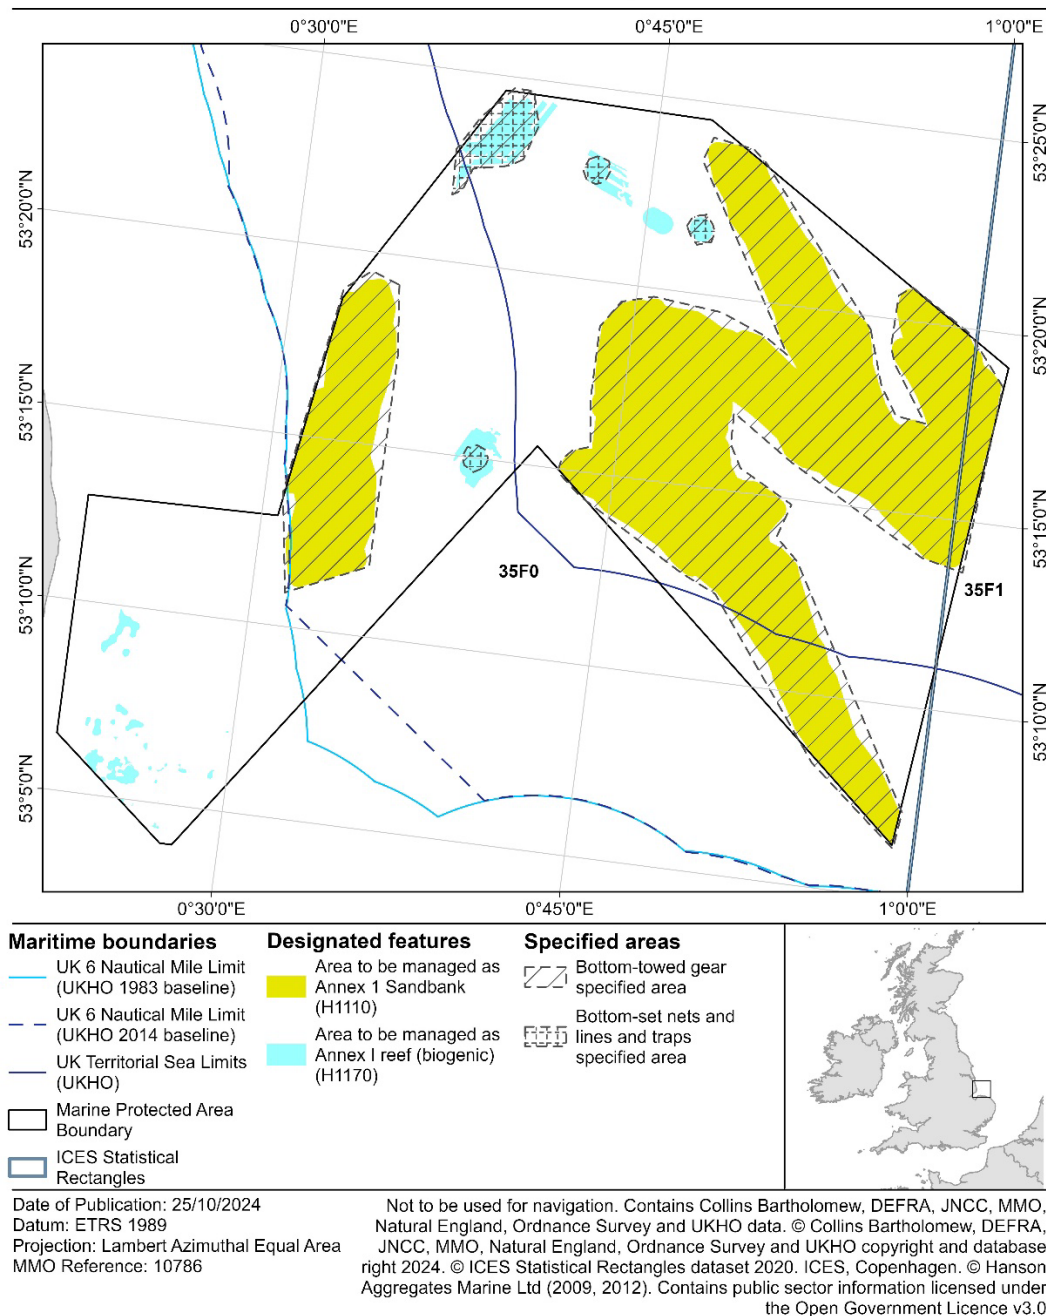 0°30'0"E
0°45'0"E
1°0'0"E
53°25'0"N
53°20'0"N
53°20'0"N
53°15'0"N
53°15'0"N
35F0
35F1
53°10'0"N
53°10'0"N
53°5'0"N
0°30'0"E
0°45'0"E
1°0'0"E
Maritime boundaries
UK 6 Nautical Mile Limit
(UKHO 1983 baseline)
UK 6 Nautical Mile Limit
(UKHO 2014 baseline)
UK Territorial Sea Limits
(UKHO)
Marine Protected Area
Boundary
ICES Statistical
Rectangles
Designated features
Area to be managed as
Annex 1 Sandbank
(H1110)
Area to be managed as
Annex I reef (biogenic)
(H1170)
Specified areas
Bottom-towed gear
specified area
Bottom-set nets and
lines and traps
specified area
Date of Publication: 25/10/2024
Datum: ETRS 1989
Projection: Lambert Azimuthal Equal Area
MMO Reference: 10786
Not to be used for navigation. Contains Collins Bartholomew, DEFRA, JNCC, MMO,
Natural England, Ordnance Survey and UKHO data. © Collins Bartholomew, DEFRA,
JNCC, MMO, Natural England, Ordnance Survey and UKHO copyright and database
right 2024. © ICES Statistical Rectangles dataset 2020. ICES, Copenhagen. © Hanson
Aggregates Marine Ltd (2009, 2012). Contains public sector information licensed under
the Open Government Licence v3.0